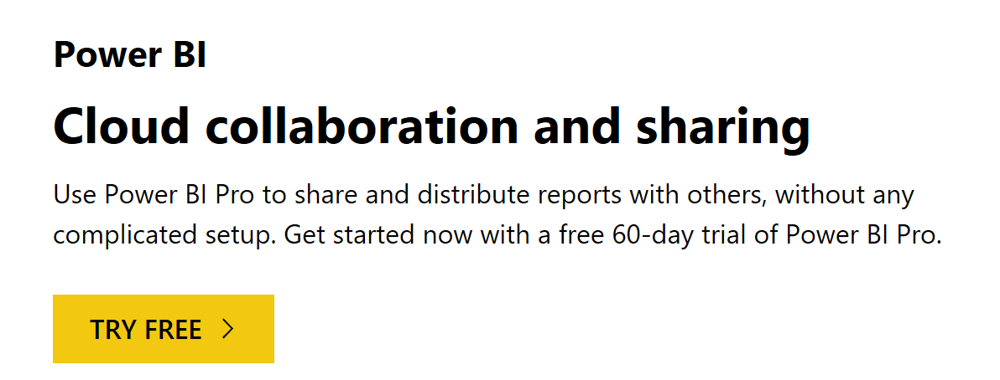 Power BI
Cloud collaboration and sharing
Use Power BI Pro to share and distribute reports with others, without any
complicated setup. Get started now with a free 60-day trial of Power BI Pro.
TRY FREE